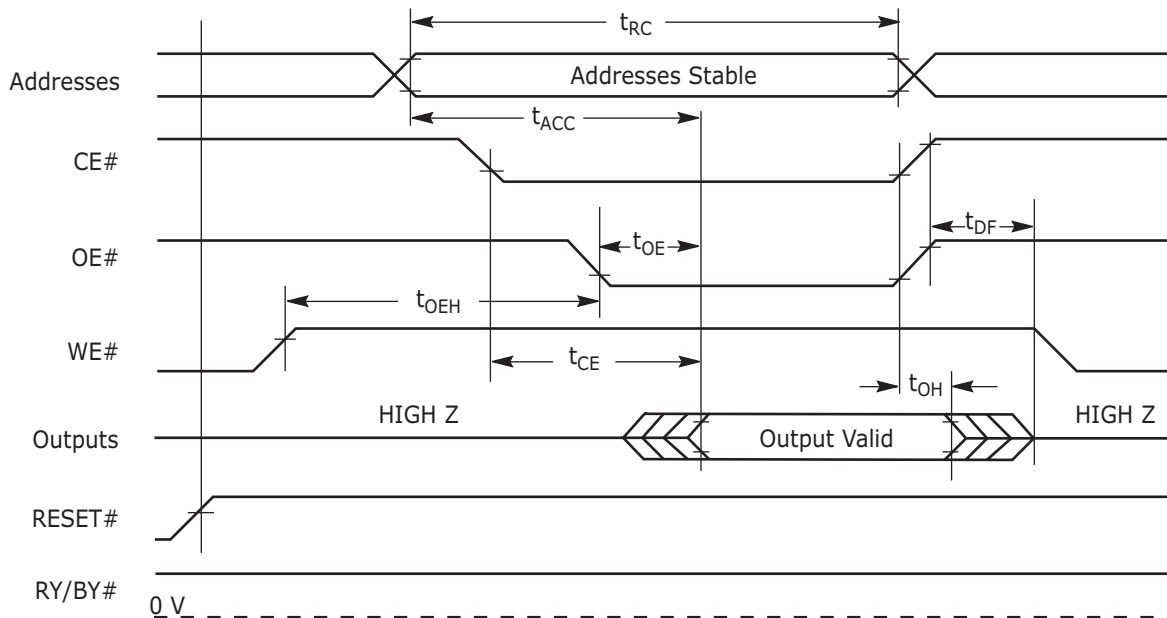 tRC
Addresses
Addresses Stable
tACC
CE#
tDF
tOE
OE#
tOEH
WE#
tCE
tOH
HIGH Z
HIGH Z
Outputs
Output Valid
RESET#
RY/BY#
0 V